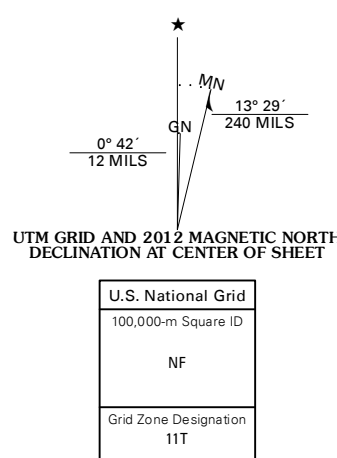 ★
MN
GN
0° 42´
12 MILS
13° 29´
240 MILS
UTM GRID AND 2012 MAGNETIC NORTH
DECLINATION AT CENTER OF SHEET
U.S. National Grid
100,000-m Square ID
NF
Grid Zone Designation
11T